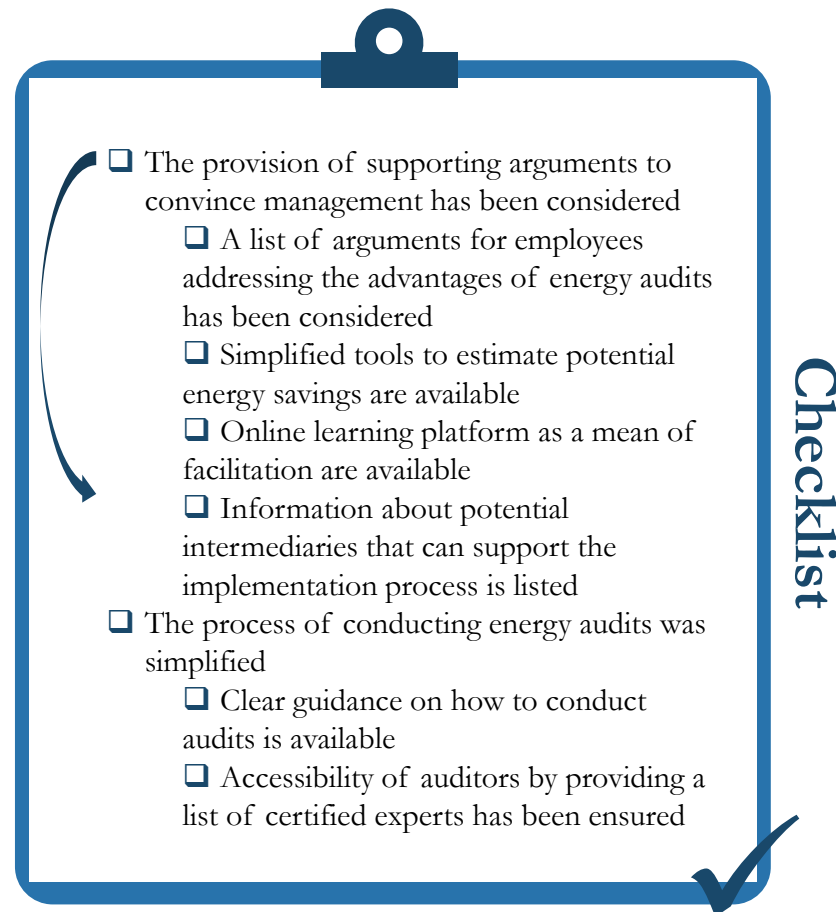 ❑ The provision of supporting arguments to
convince management has been considered
❑ A list of arguments for employees
addressing the advantages of energy audits
has been considered
❑ Simplified tools to estimate potential
energy savings are available
❑ Online learning platform as a mean of
facilitation are available
❑ Information about potential
intermediaries that can support the
implementation process is listed
❑ The process of conducting energy audits was
simplified
❑ Clear guidance on how to conduct
audits is available
❑ Accessibility of auditors by providing a
list of certified experts has been ensured
Checklist